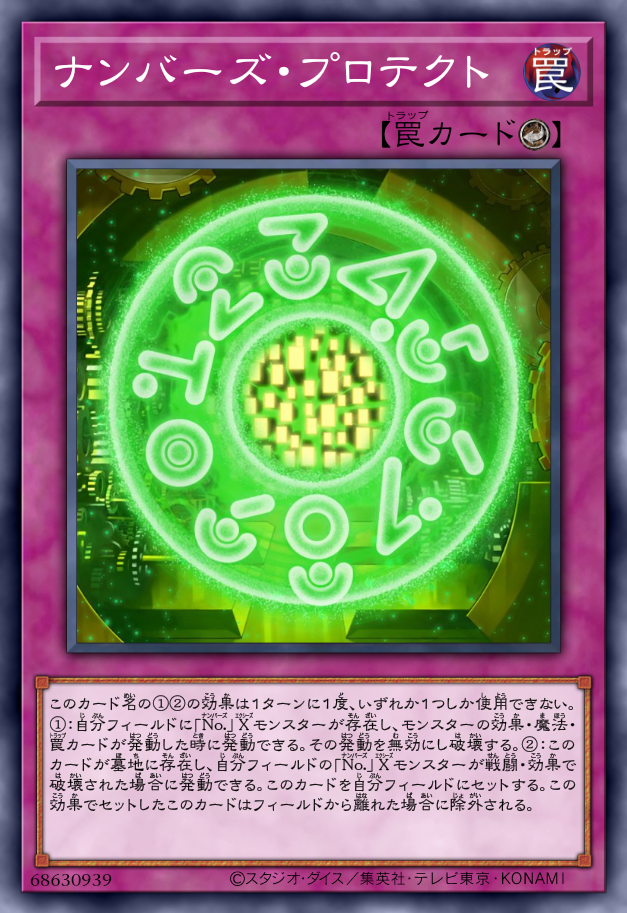 ナンバーズ・プロテクト
トラップ
罠
トラップ
【罠カード】
このカード名の①②の効果は1ターンに1度、いずれか1つしか使用できない。
①：自分フィールドに「No.」Xモンスターが存在し、モンスターの効果・魔法・
罠カードが発動した時に発動できる。その発動を無効にし破壊する。②：この
カードが墓地に存在し、自分フィールドの「No.」Xモンスターが戦闘・効果で
破壊された場合に発動できる。このカードを自分フィールドにセットする。この
効果でセットしたこのカードはフィールドから離れた場合に除外される。
68630939
©スタジオ・ダイス／集英社・テレビ東京・KONAMI